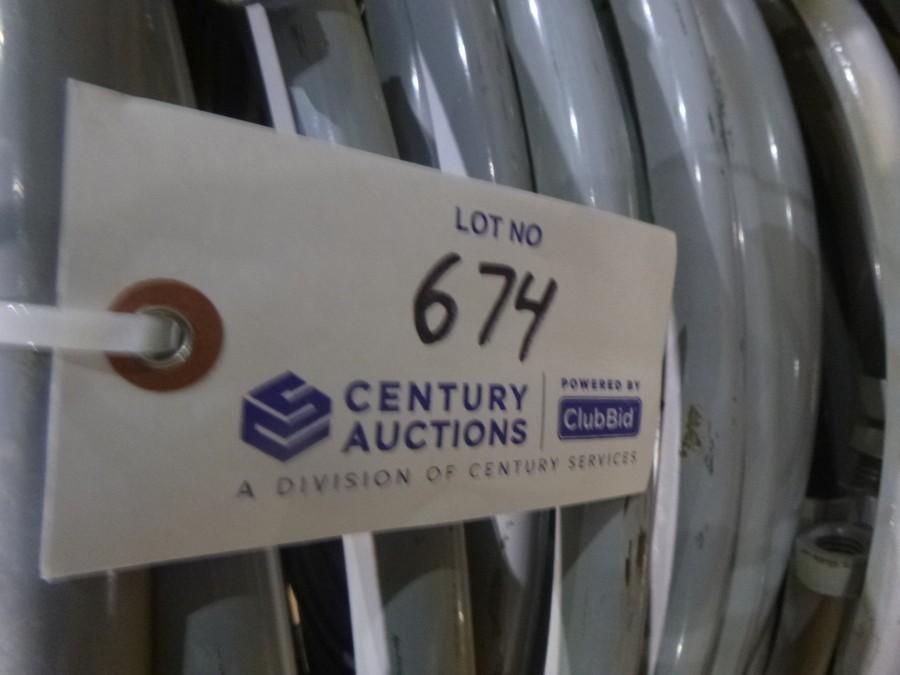 LOT NO
674
CENTURY
AUCTIONS
POWERED BY
ClubBid
A DIVISION OF CENTURY SERVICES